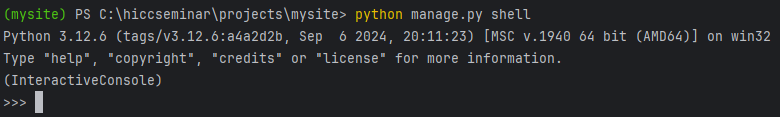 (mysite) PS C:\hiccseminar\projects\mysite> python manage.py shell
Python 3.12.6 (tags/v3.12.6:a4a2d2b, Sep  6 2024, 20:11:23) [MSC v.1940 64 bit (AMD64)] on win32
Type "help", "copyright", "credits" or "license" for more information.
(InteractiveConsole)
>>>